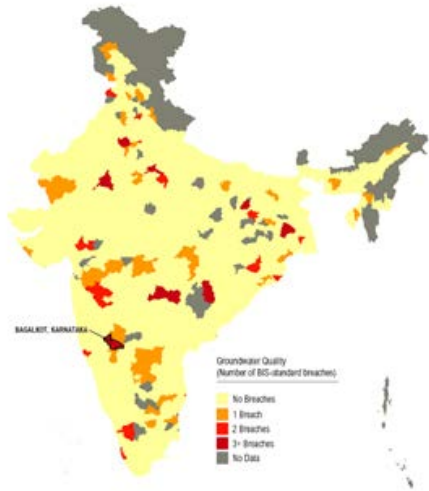 BAGALKOT, KARNATAKA
Groundwater Quality
(Number of BIS-standard breaches)
No Breaches
1 Breach
2 Breaches
3+ Breaches
No Data